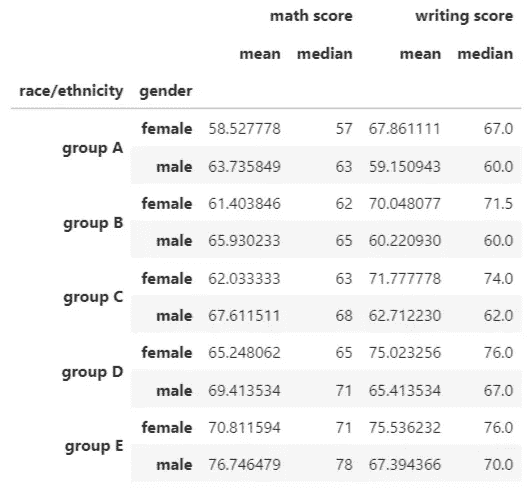 math score writing score
mean median mean median
race/ethnicity gender
group A female 58.527778 57 67.861111 67.0
male 63.735849 63 59.150943 60.0
group B female 61.403846 62 70.048077 71.5
male 65.930233 65 60.220930 60.0
group C female 62.033333 63 71.777778 74.0
male 67.611511 68 62.712230 62.0
group D female 65.248062 65 75.023256 76.0
male 69.413534 71 65.413534 67.0
group E female 70.811594 71 75.536232 76.0
male 76.746479 78 67.394366 70.0